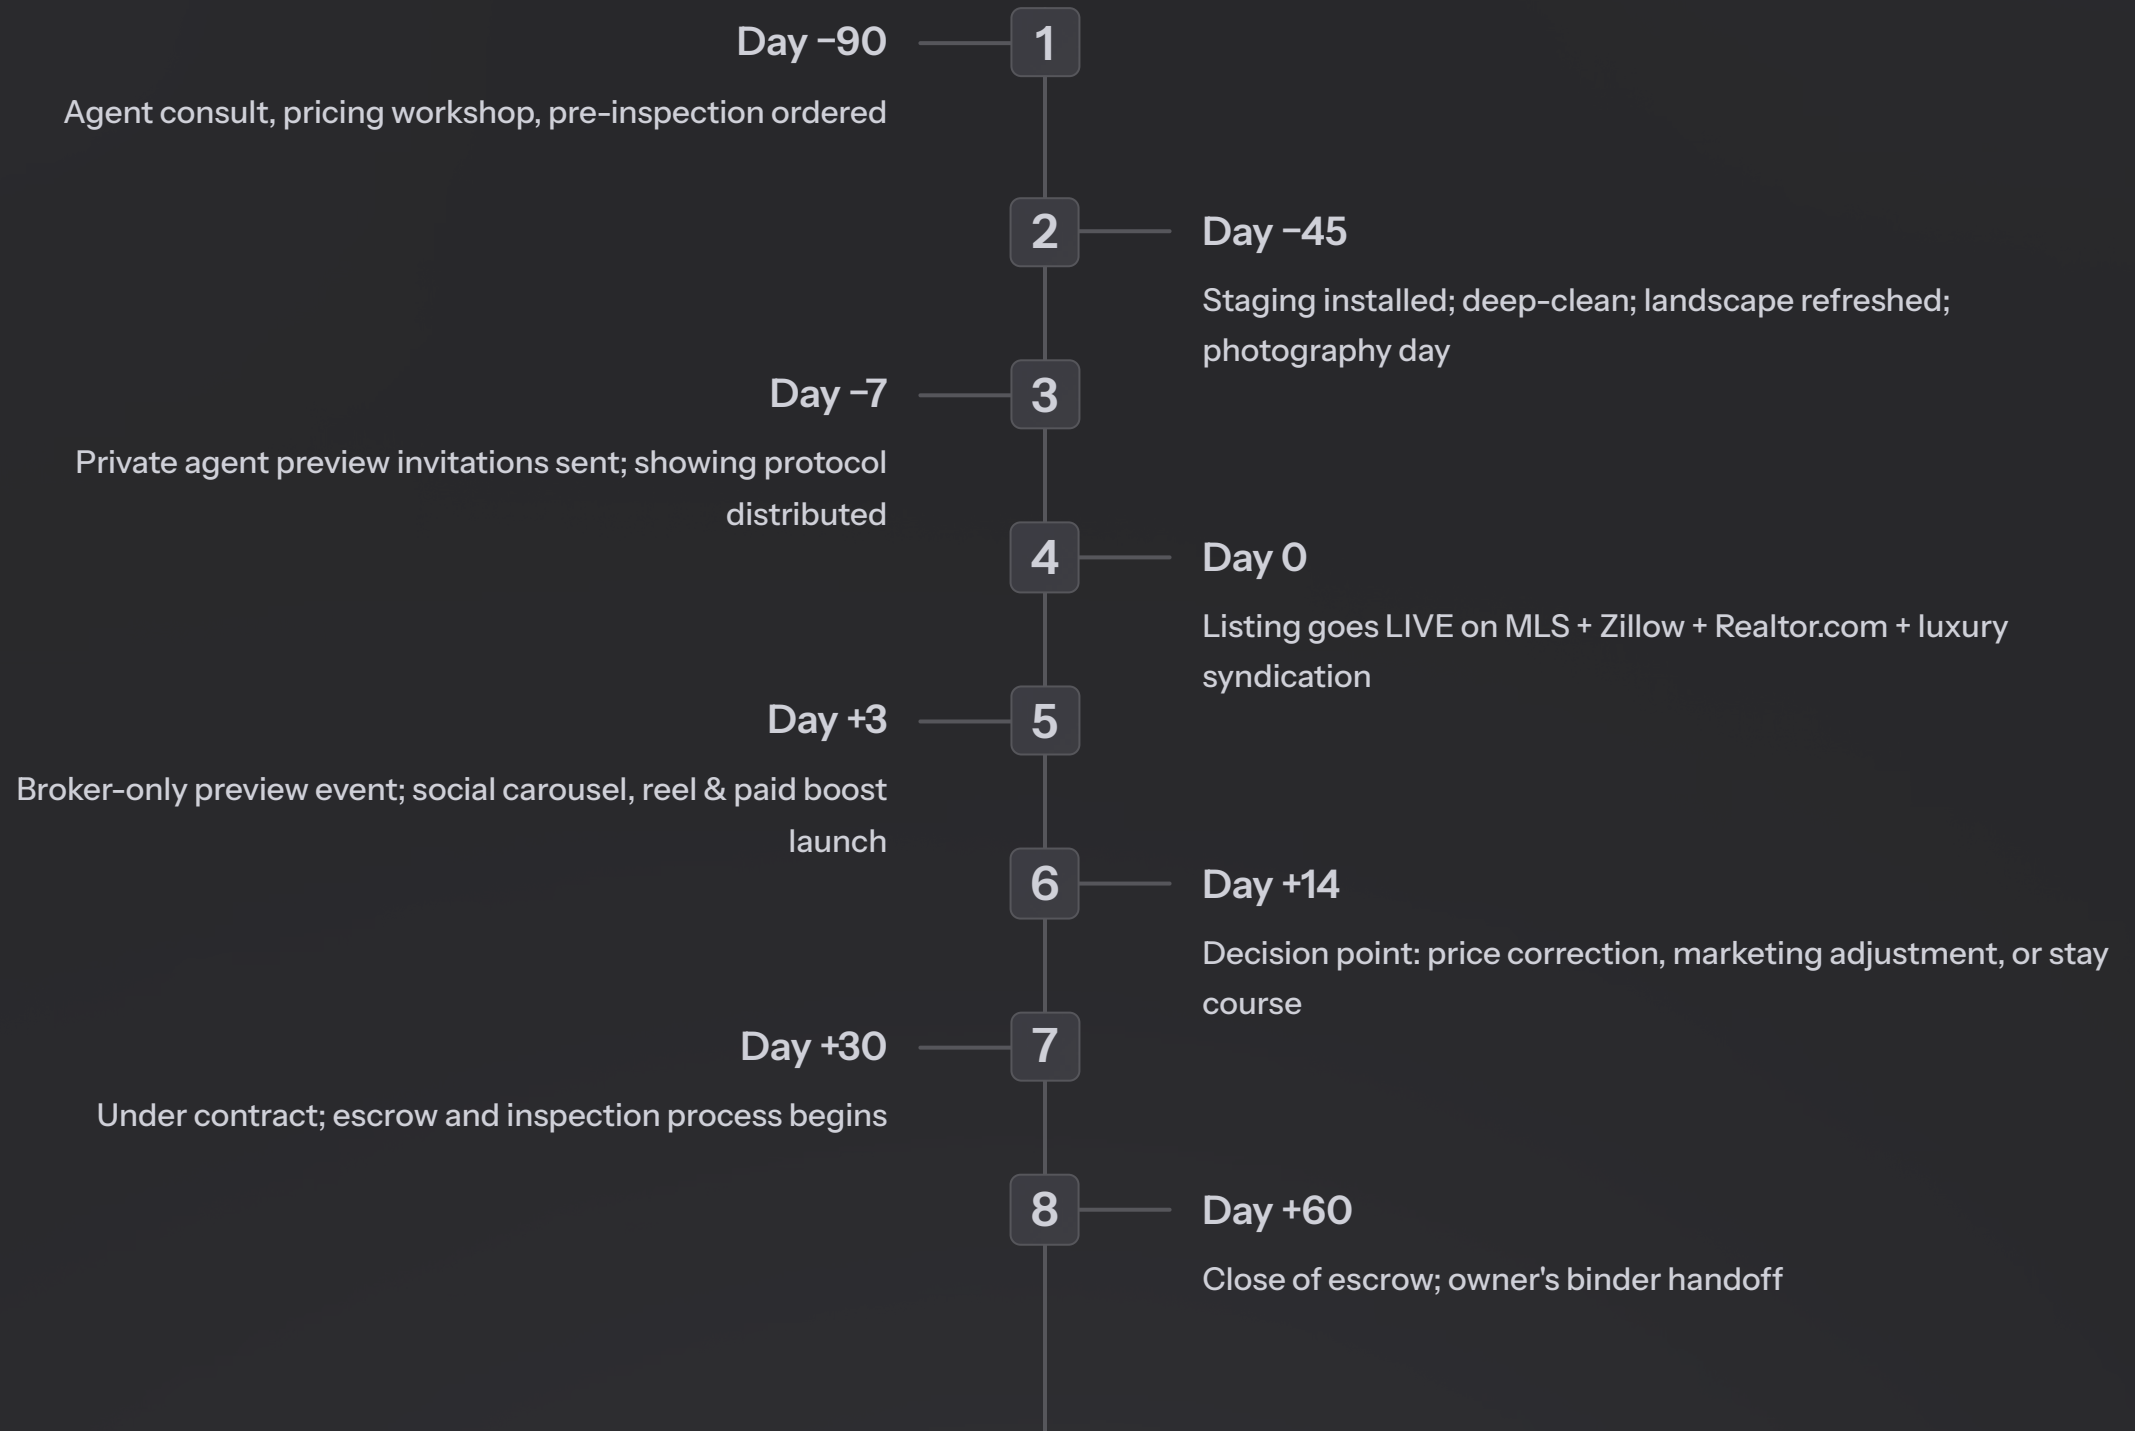 Day −90
1
Agent consult, pricing workshop, pre-inspection ordered
2
Day −45
Staging installed; deep-clean; landscape refreshed;
photography day
Day −7
3
Private agent preview invitations sent; showing protocol
distributed
4
Day 0
Listing goes LIVE on MLS + Zillow + Realtor.com + luxury
syndication
Day +3
5
Broker-only preview event; social carousel, reel & paid boost
launch
6
Day +14
Decision point: price correction, marketing adjustment, or stay
course
Day +30
7
Under contract; escrow and inspection process begins
8
Day +60
Close of escrow; owner's binder handoff